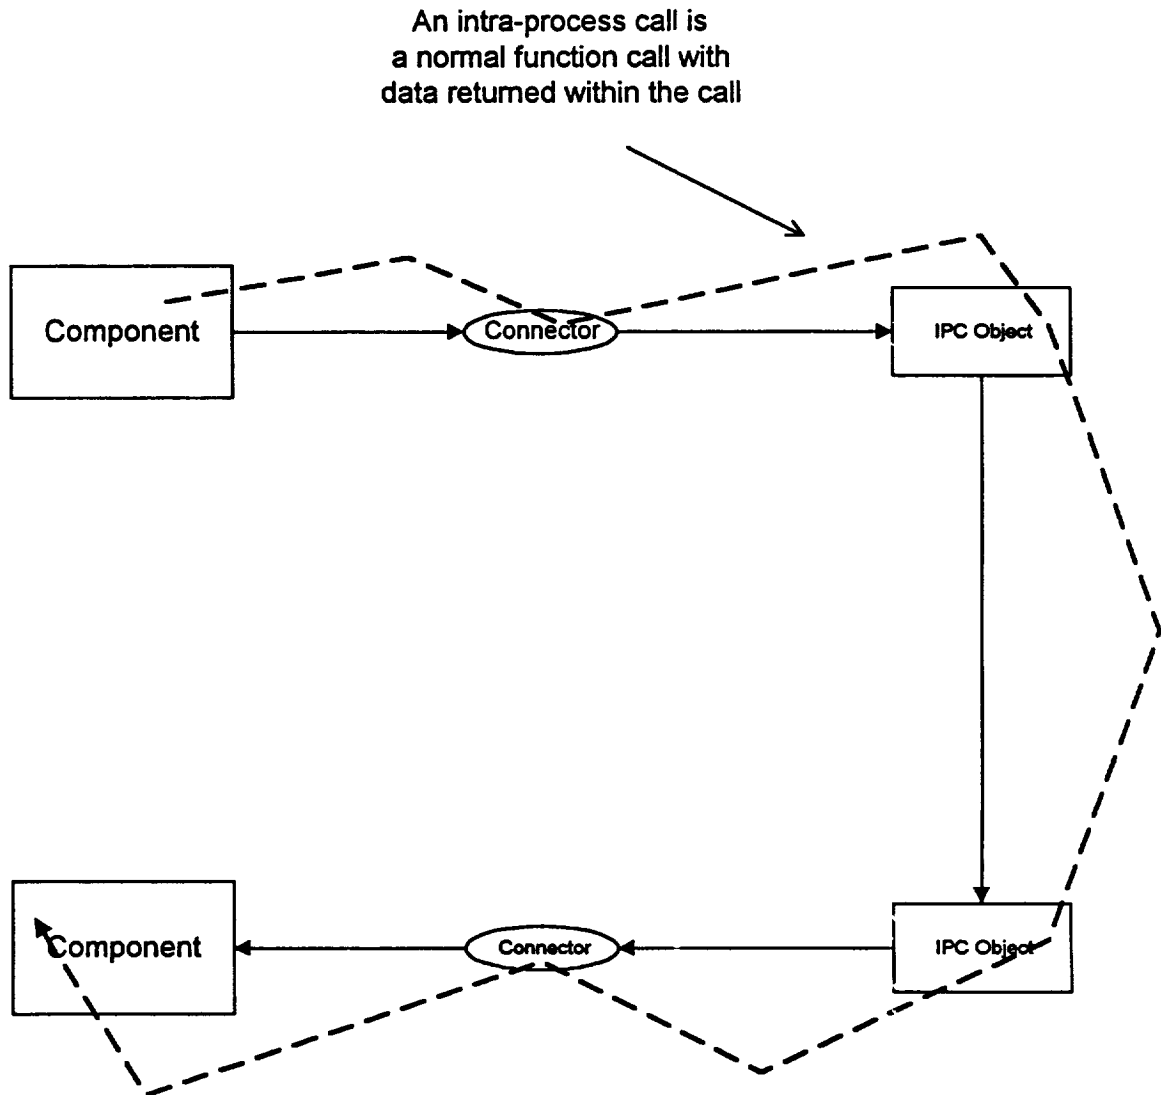 An intra-process call is
a normal function call with
data returned within the call
Component
Connector
IPC Object
Component
Connector
IPC Object